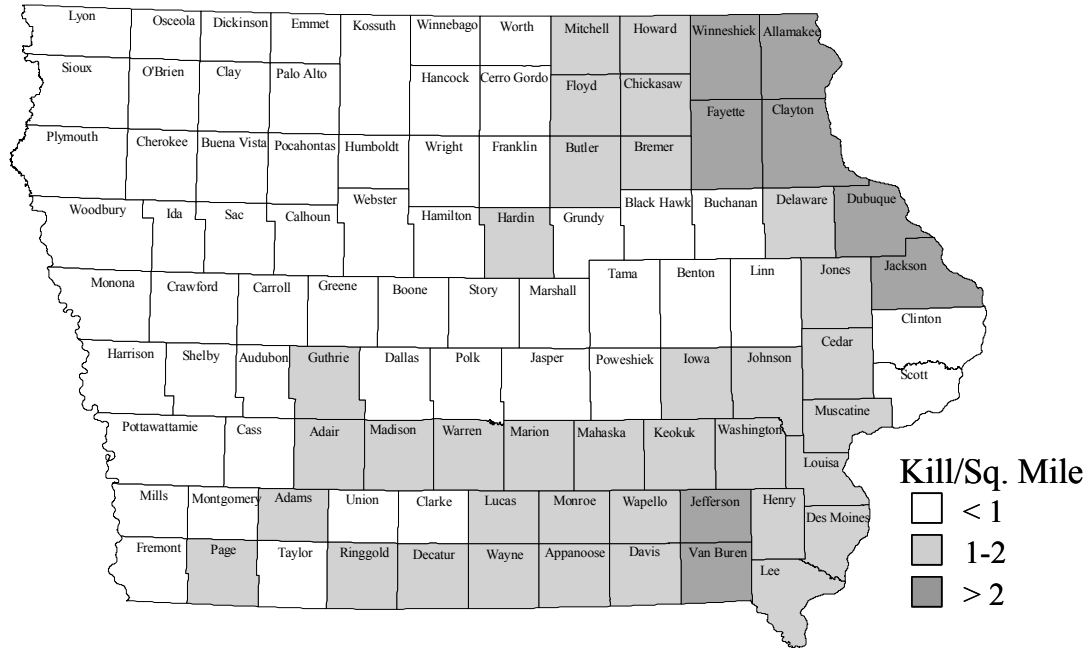 Lyon Osceola Dickinson Emmet Kossuth Winnebago Worth Mitchell Howard Winneshiek Allamakee
Sioux O'Brien Clay Palo Alto Hancock Cerro Gordo Floyd Chickasaw
Fayette Clayton
Plymouth Cherokee Buena Vista Pocahontas Humboldt Wright Franklin Butler Bremer
Woodbury Ida Sac Calhoun Webster Hamilton Hardin Grundy Black Hawk Buchanan Delaware Dubuque
Monona Crawford Carroll Greene Boone Story Marshall Tama Benton Linn Jones Jackson
Clinton
Harrison Shelby Audubon Guthrie Dallas Polk Jasper Poweshiek Iowa Johnson Cedar
Scott
Muscatine
Pottawattamie Cass Adair Madison Warren Marion Mahaska Keokuk Washington
Louisa
Kill/Sq. Mile
Mills Montgomery Adams Union Clarke Lucas Monroe Wapello Jefferson Henry
< 1
Des Moines
Fremont Page Taylor Ringgold Decatur Wayne Appanoose Davis Van Buren
1-2
Lee
> 2